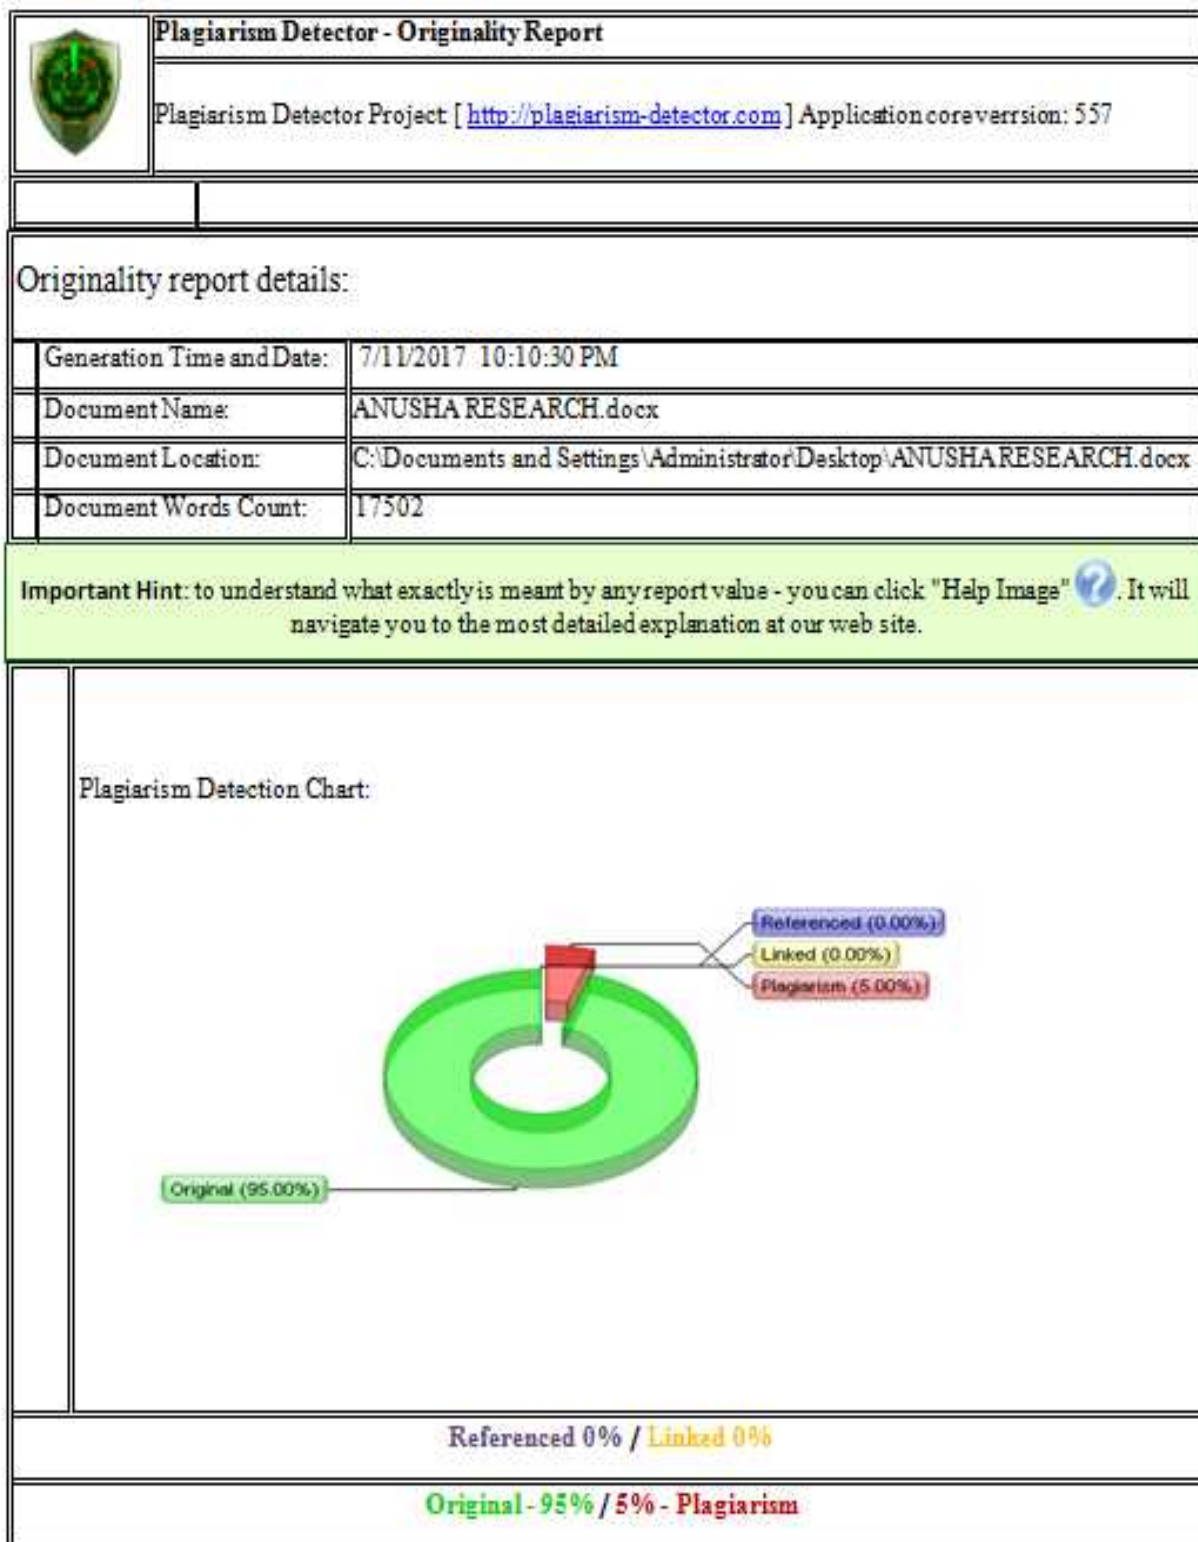 Plagiarism Detector - Originality Report
Plagiarism Detector Project: [ http://plagiarism-detector.com ] Application core verrsion: 557
Originality report details:
Generation Time and Date: 7/11/2017 10:10:30 PM
Document Name: ANUSHA RESEARCH.docx
Document Location: C:\Documents and Settings\Administrator\Desktop\ANUSHA RESEARCH.docx
Document Words Count: 17502
Important Hint: to understand what exactly is meant by any report value - you can click "Help Image" ?. It will
navigate you to the most detailed explanation at our web site.
Plagiarism Detection Chart:
Referenced (0.00%)
Linked (0.00%)
Plagiarism (5.00%)
Original (95.00%)
Referenced 0% / Linked 0%
Original - 95% / 5% - Plagiarism